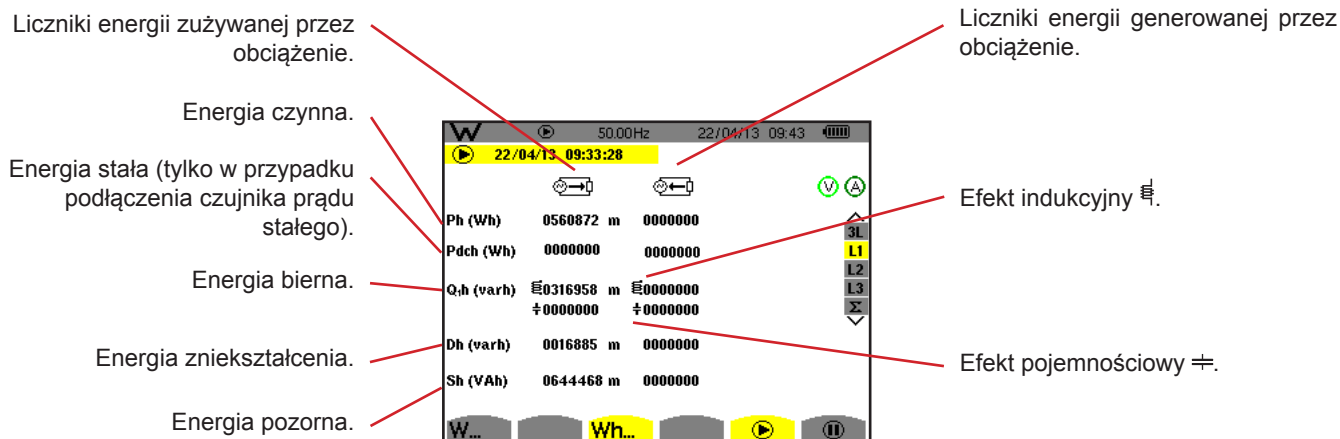 Liczniki energii zużywanej przez
obciążenie.
Liczniki energii generowanej przez
obciążenie.
Energia czynna.
Energia stała (tylko w przypadku
podłączenia czujnika prądu
stałego).
Energia bierna.
Energia zniekształcenia.
Energia pozorna.
W 50.00Hz 22/04/13 09:43
22/04/13 09:33:28
V A
Ph (Wh) 0560872 m 0000000
Pdch (Wh) 0000000 0000000
Q₁h (varh) 0316958 m 0000000
0000000 0000000
Dh (varh) 0016885 m 0000000
Sh (VAh) 0644468 m 0000000
3L
L1
L2
L3
Σ
W... Wh...
Efekt indukcyjny.
Efekt pojemnościowy.